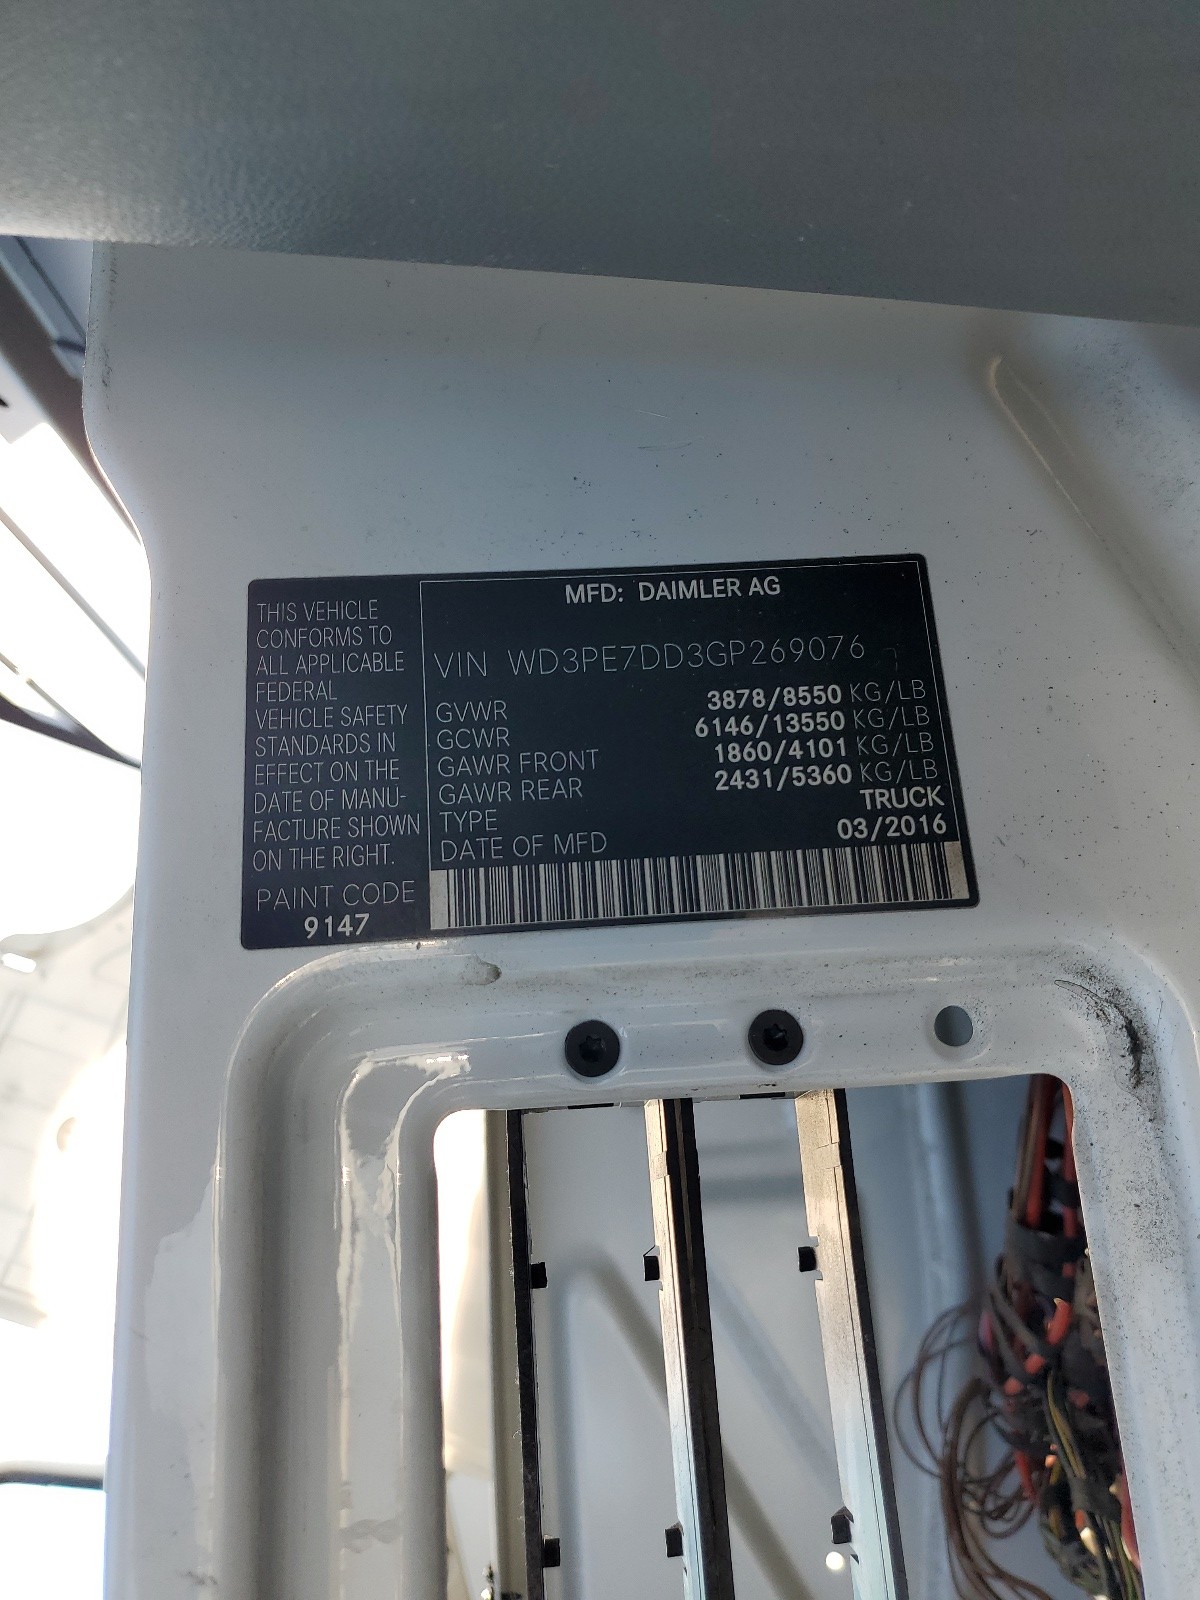 THIS VEHICLE
CONFORMS TO
ALL APPLICABLE
FEDERAL
VEHICLE SAFETY
STANDARDS IN
EFFECT ON THE
DATE OF MANU-
FACTURE SHOWN
ON THE RIGHT.
PAINT CODE
9147
MFD: DAIMLER AG
VIN WD3PE7DD3GP269076
GVWR 3878/8550 KG/LB
GCWR 6146/13550 KG/LB
GAWR FRONT 1860/4101 KG/LB
GAWR REAR 2431/5360 KG/LB
TYPE TRUCK
DATE OF MFD 03/2016